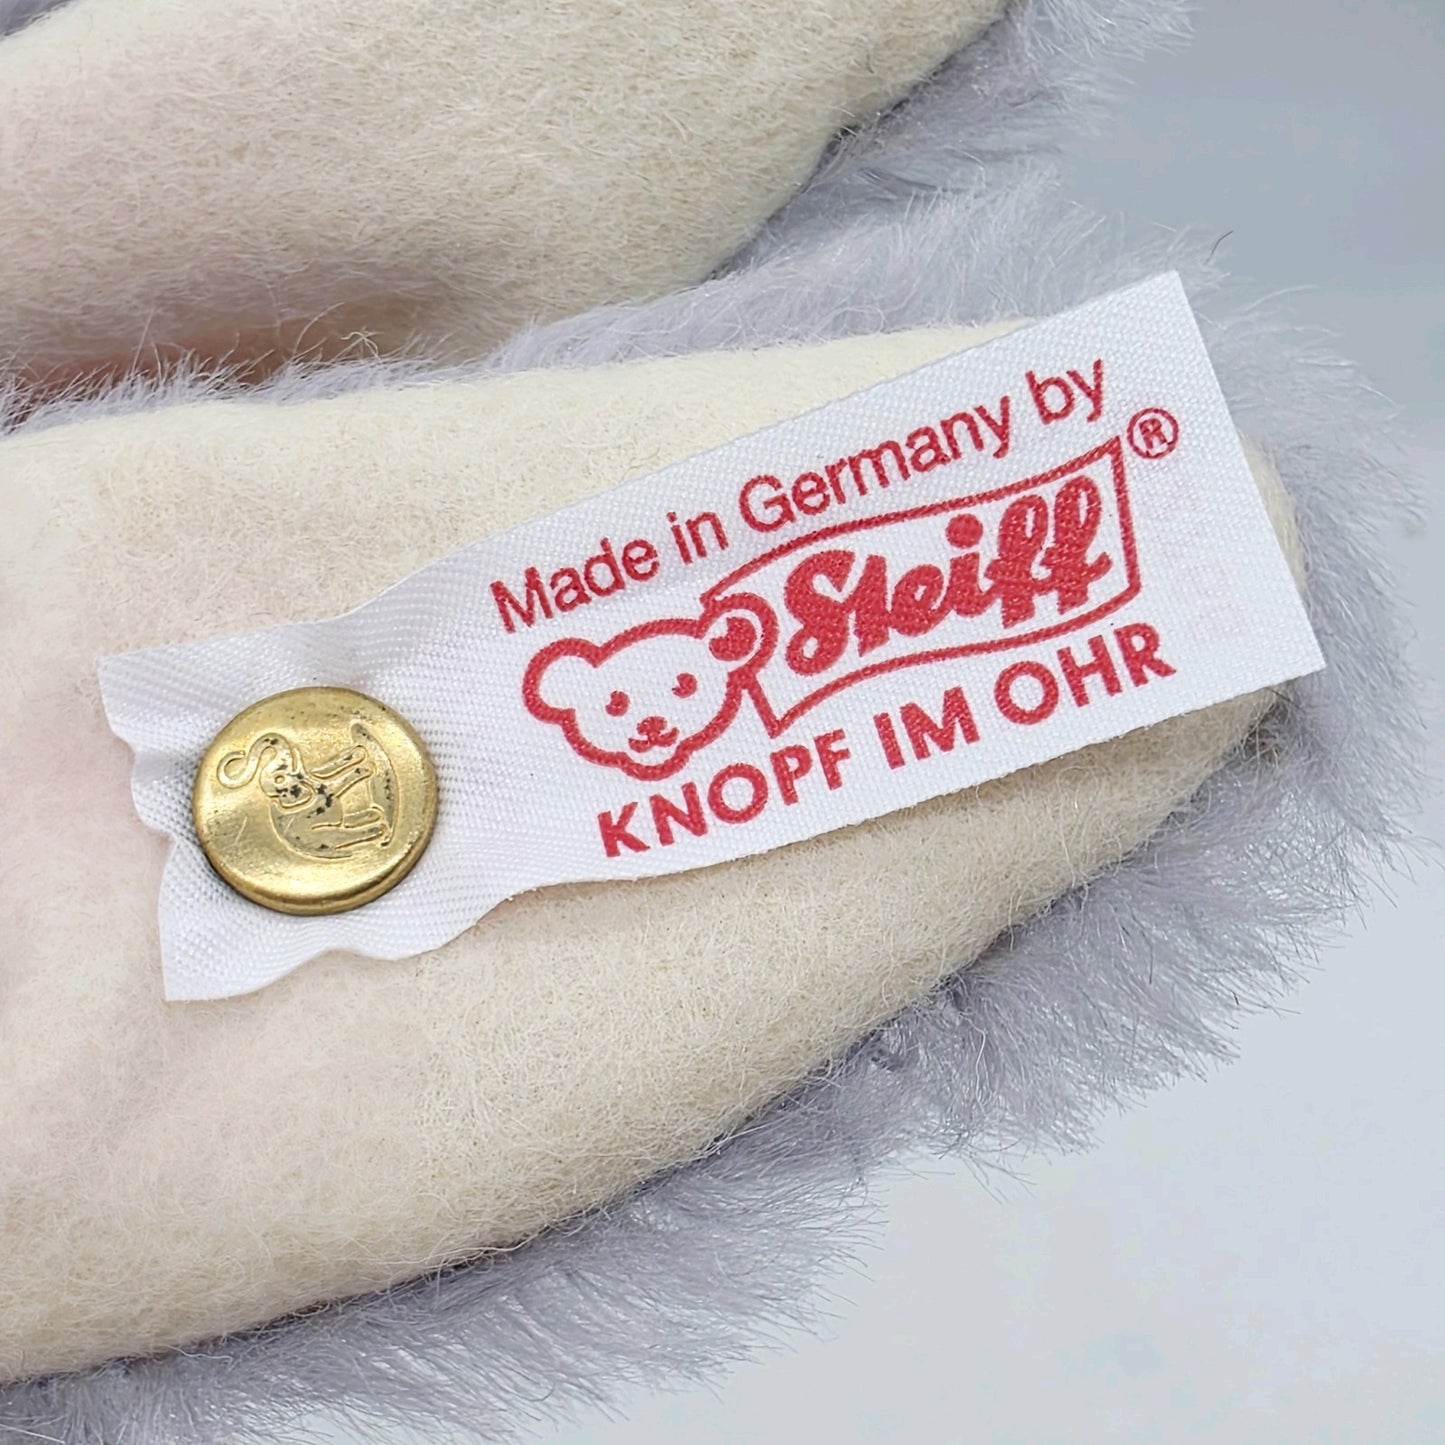 Made in Germany by
Steiff®
KNOPF IM OHR